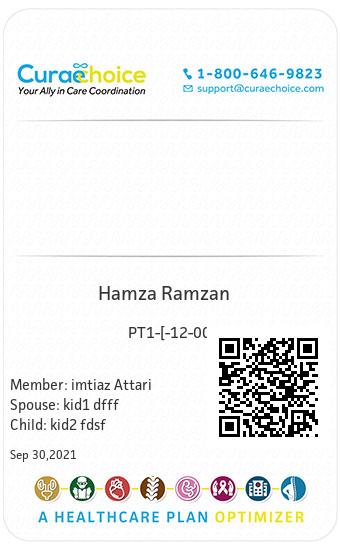 Curaechoice
Your Ally in Care Coordination
1-800-646-9823
support@curaechoice.com
Hamza Ramzan
PT1-[-12-00
Member: imtiaz Attari
Spouse: kid1 dfff
Child: kid2 fdsf
Sep 30,2021
A HEALTHCARE PLAN OPTIMIZER